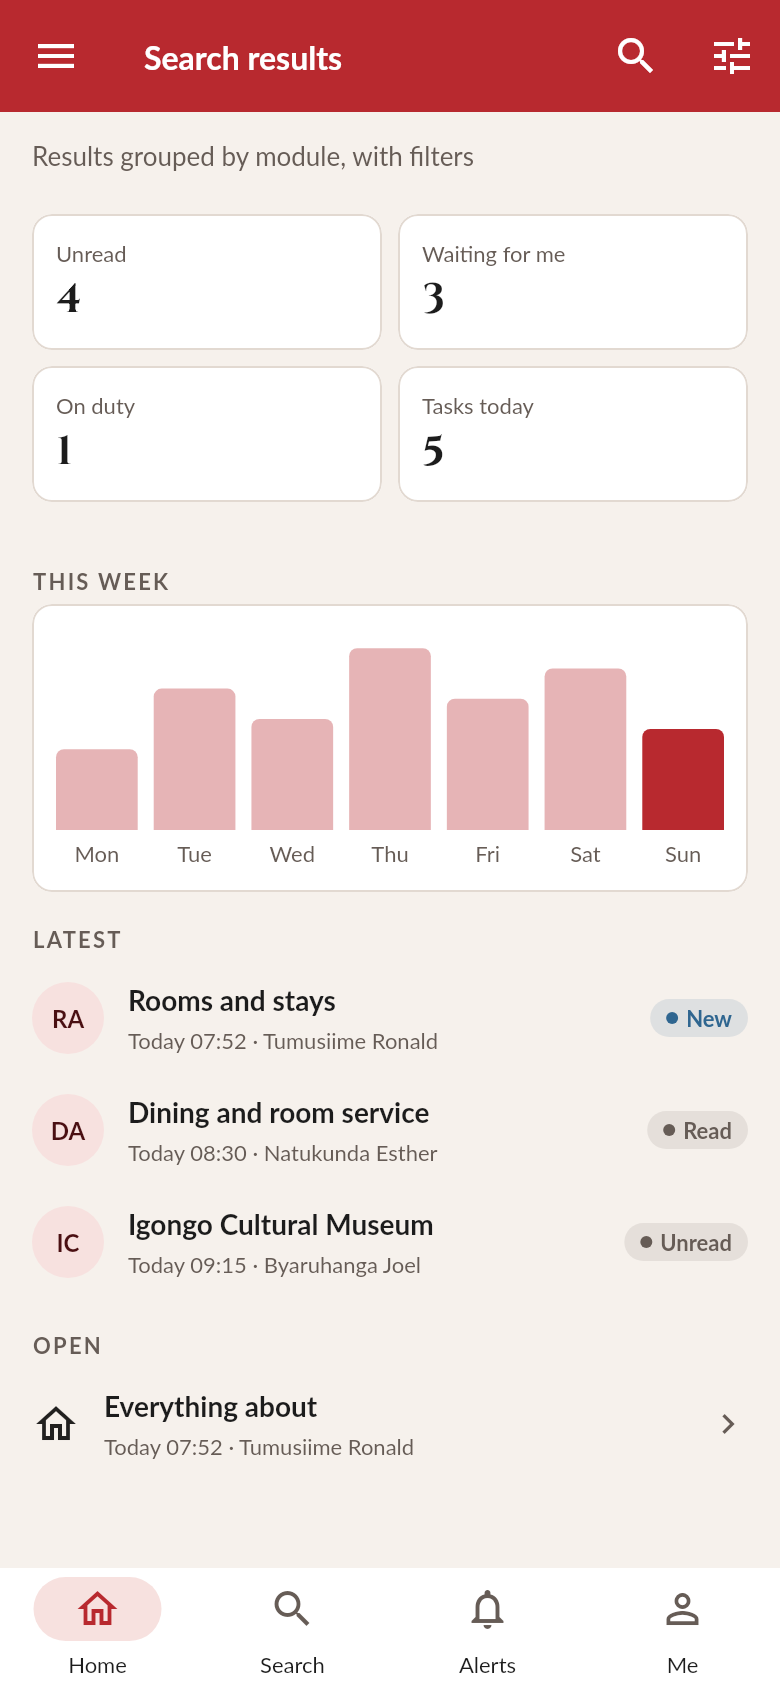 Search results
Results grouped by module, with filters
Unread
4
Waiting for me
3
On duty
1
Tasks today
5
THIS WEEK
Mon Tue Wed Thu Fri Sat Sun
LATEST
RA
Rooms and stays
Today 07:52 · Tumusiime Ronald
New
DA
Dining and room service
Today 08:30 · Natukunda Esther
Read
IC
Igongo Cultural Museum
Today 09:15 · Byaruhanga Joel
Unread
OPEN
Everything about
Today 07:52 · Tumusiime Ronald
Home Search Alerts Me